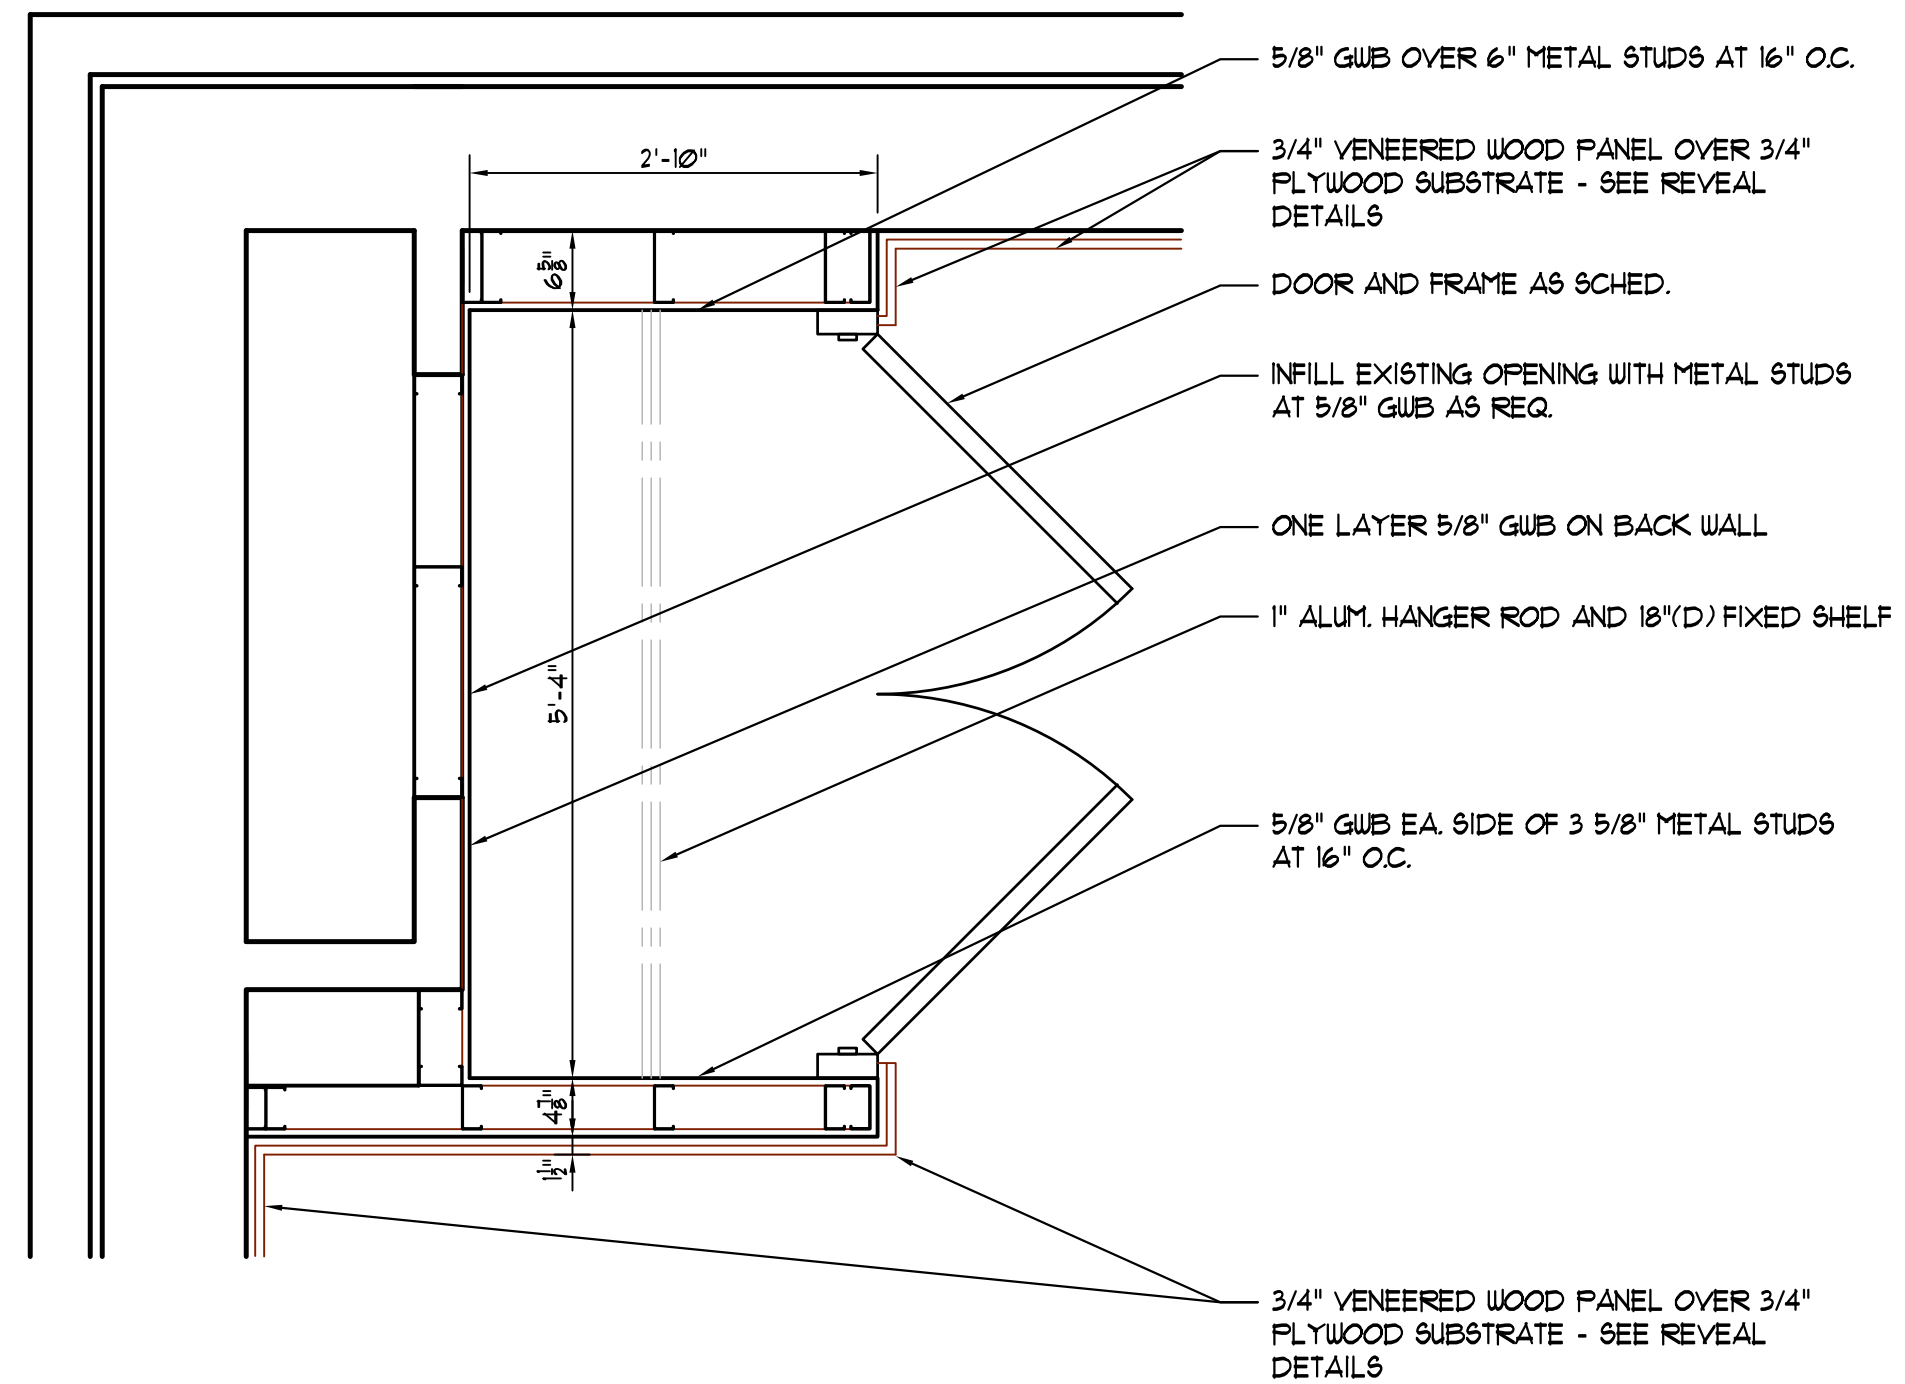 5/8" GWB OVER 6" METAL STUDS AT 16" O.C.
2'-10"
3/4" VENEERED WOOD PANEL OVER 3/4"
PLYWOOD SUBSTRATE - SEE REVEAL
DETAILS
6 5/8"
DOOR AND FRAME AS SCHED.
INFILL EXISTING OPENING WITH METAL STUDS
AT 5/8" GWB AS REQ.
ONE LAYER 5/8" GWB ON BACK WALL
1" ALUM. HANGER ROD AND 18"(D) FIXED SHELF
5'-4"
5/8" GWB EA. SIDE OF 3 5/8" METAL STUDS
AT 16" O.C.
4 7/8"
1 1/2"
3/4" VENEERED WOOD PANEL OVER 3/4"
PLYWOOD SUBSTRATE - SEE REVEAL
DETAILS